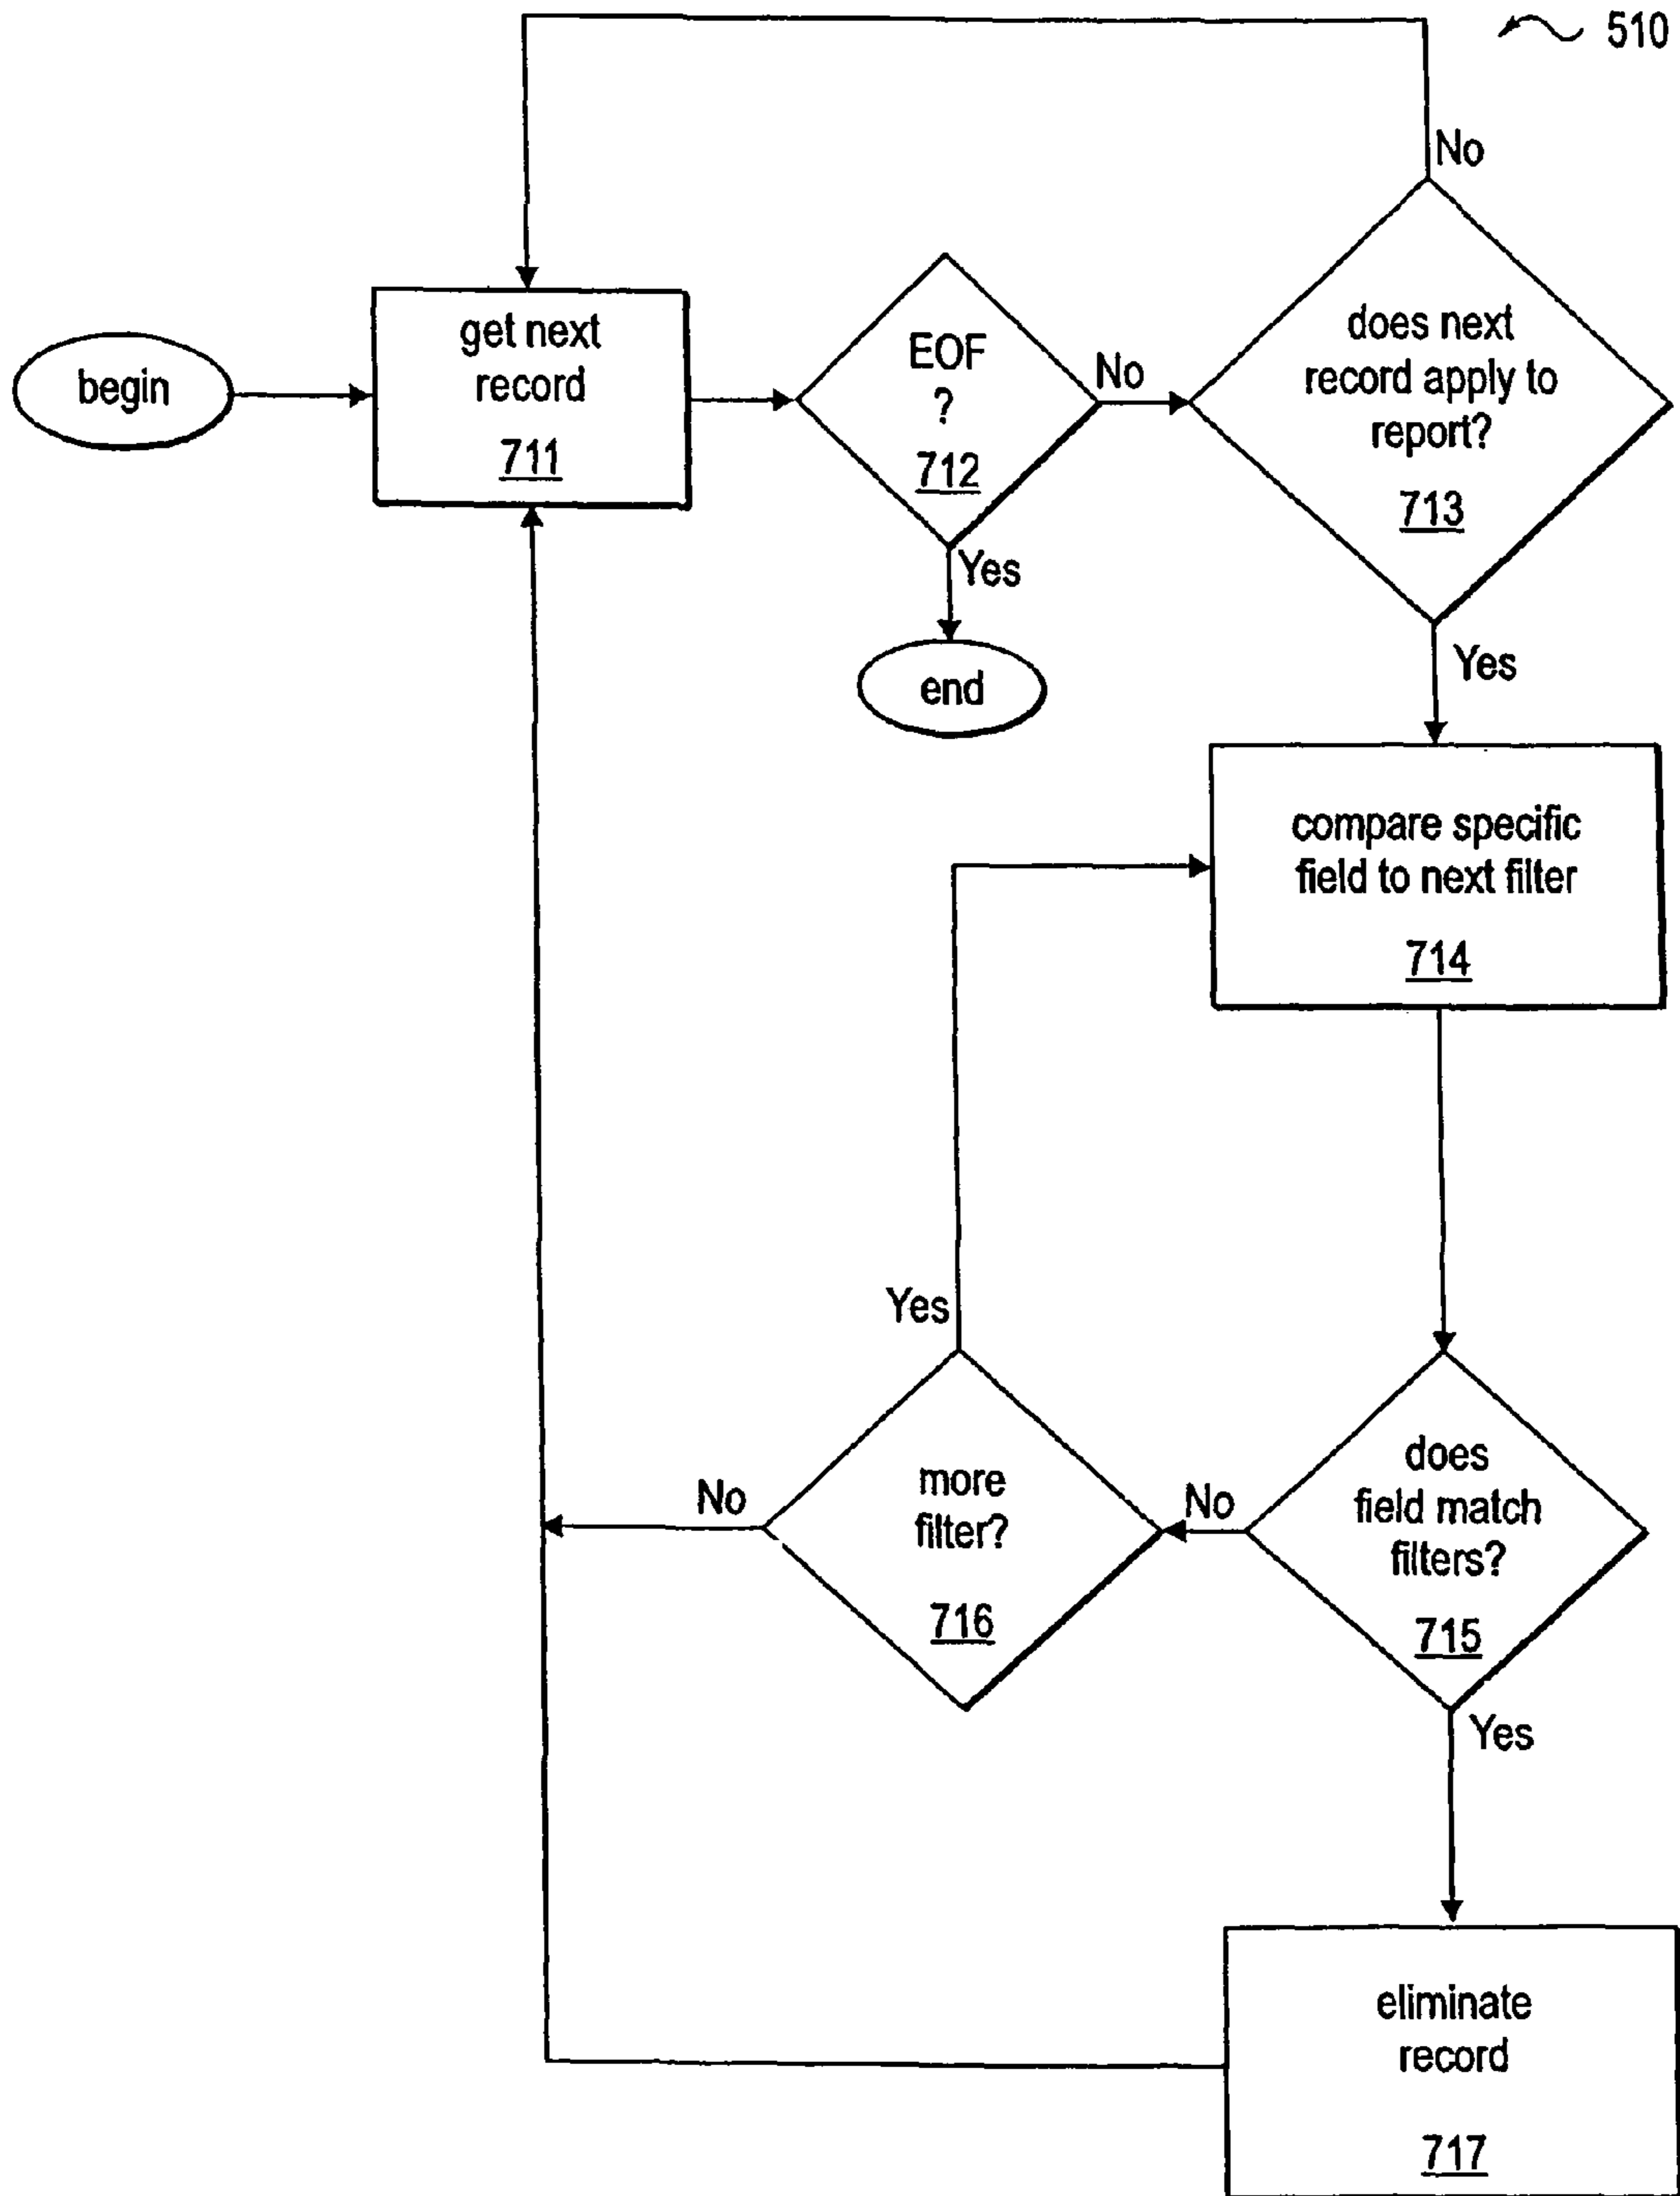 510
No
begin
get next
record
711
EOF
?
712
No
does next
record apply to
report?
713
Yes
end
Yes
compare specific
field to next filter
714
Yes
more
filter?
716
No
No
does
field match
filters?
715
Yes
eliminate
record
717